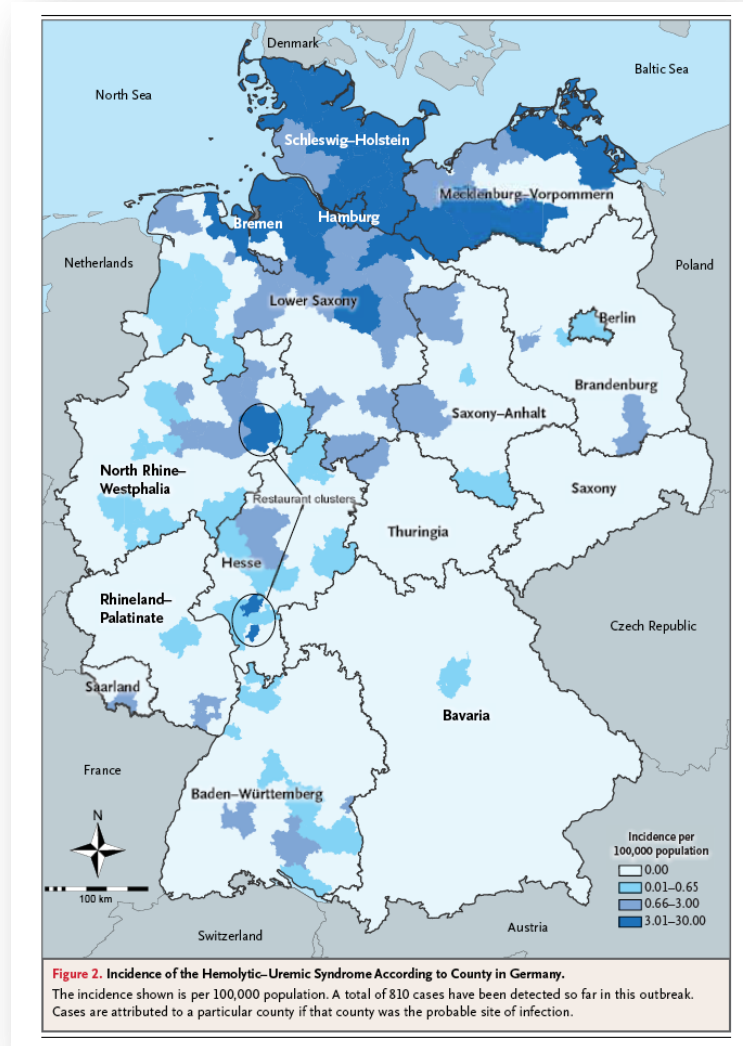 Denmark
Baltic Sea
North Sea
Schleswig–Holstein
Mecklenburg–Vorpommern
Hamburg
Bremen
Netherlands
Poland
Lower Saxony
Berlin
Brandenburg
Saxony–Anhalt
North Rhine–
Westphalia
Saxony
Restaurant clusters
Thuringia
Hesse
Rhineland–
Palatinate
Czech Republic
Saarland
Bavaria
France
Baden–Württemberg
N
100 km
Switzerland
Austria
Incidence per
100,000 population
0.00
0.01–0.65
0.66–3.00
3.01–30.00
Figure 2. Incidence of the Hemolytic–Uremic Syndrome According to County in Germany.
The incidence shown is per 100,000 population. A total of 810 cases have been detected so far in this outbreak.
Cases are attributed to a particular county if that county was the probable site of infection.